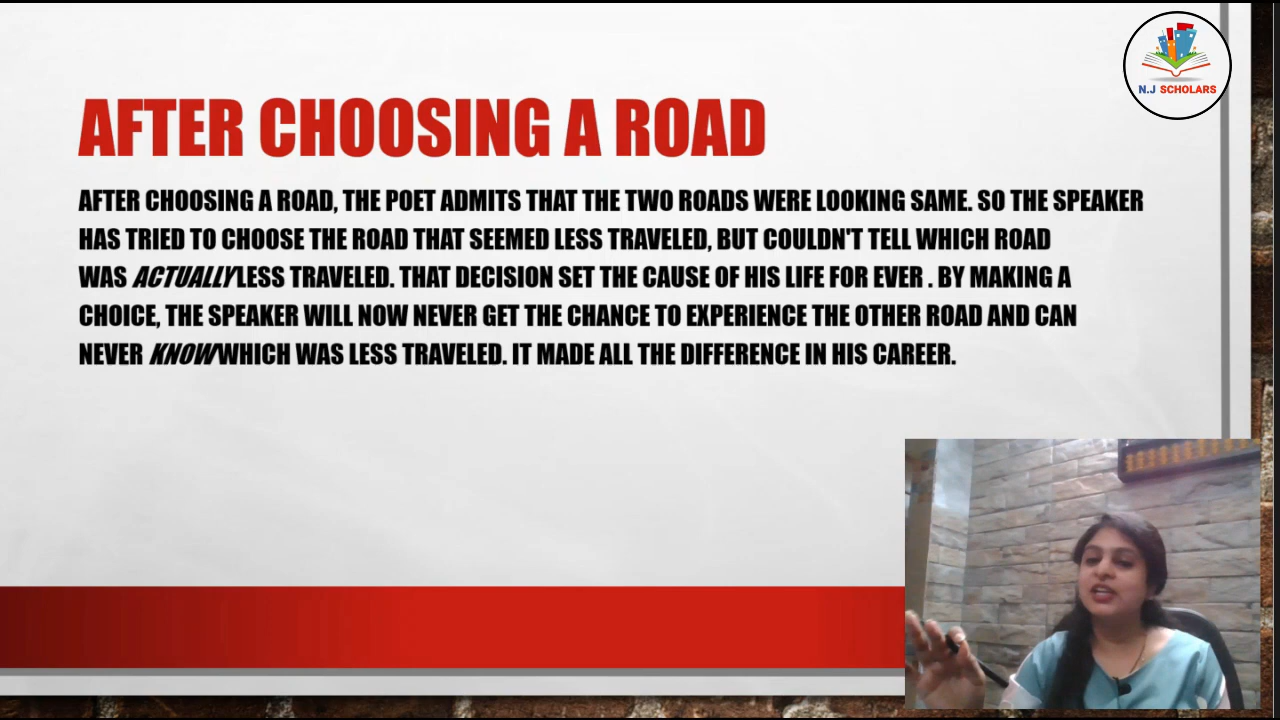 N.J SCHOLARS
AFTER CHOOSING A ROAD
AFTER CHOOSING A ROAD, THE POET ADMITS THAT THE TWO ROADS WERE LOOKING SAME. SO THE SPEAKER
HAS TRIED TO CHOOSE THE ROAD THAT SEEMED LESS TRAVELED, BUT COULDN'T TELL WHICH ROAD
WAS ACTUALLY LESS TRAVELED. THAT DECISION SET THE CAUSE OF HIS LIFE FOR EVER . BY MAKING A
CHOICE, THE SPEAKER WILL NOW NEVER GET THE CHANCE TO EXPERIENCE THE OTHER ROAD AND CAN
NEVER KNOW WHICH WAS LESS TRAVELED. IT MADE ALL THE DIFFERENCE IN HIS CAREER.